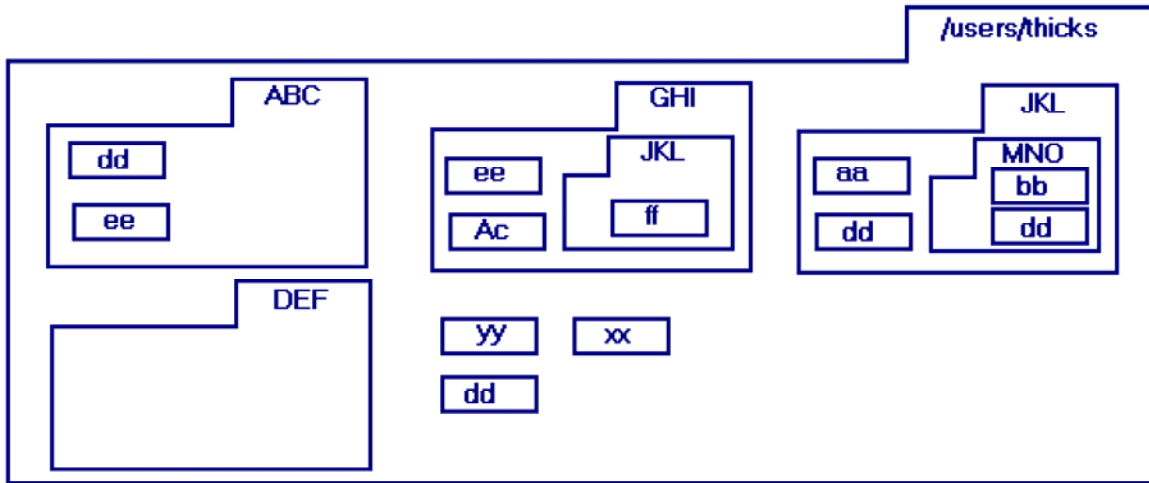 /users/thicks
ABC
dd
ee
GHI
ee
Ac
JKL
ff
JKL
aa
dd
MNO
bb
dd
DEF
yy
xx
dd